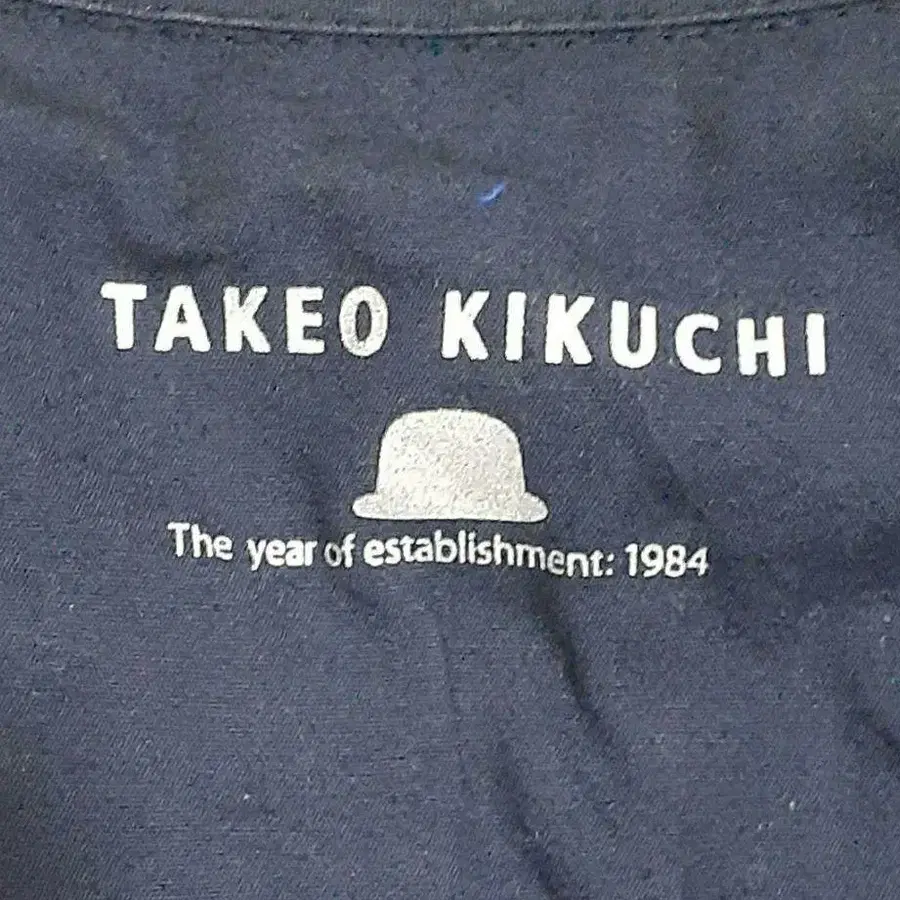 TAKEO KIKUCHI
The year of establishment: 1984